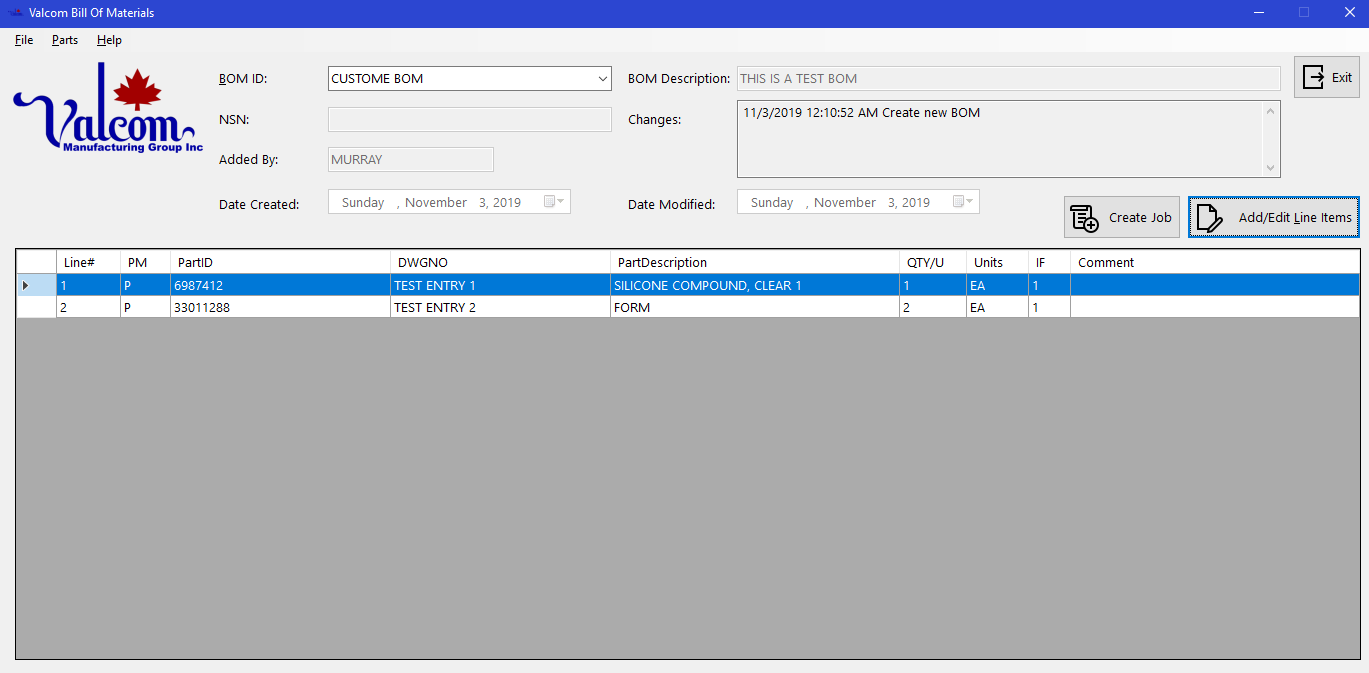 Valcom Bill Of Materials
File Parts Help
Valcom
Manufacturing Group Inc
BOM ID: CUSTOME BOM BOM Description: THIS IS A TEST BOM Exit
NSN: Changes: 11/3/2019 12:10:52 AM Create new BOM
Added By: MURRAY
Date Created: Sunday , November 3, 2019 Date Modified: Sunday , November 3, 2019
Create Job Add/Edit Line Items
Line# PM PartID DWGNO PartDescription QTY/U Units IF Comment
1 P 6987412 TEST ENTRY 1 SILICONE COMPOUND, CLEAR 1 1 EA 1
2 P 33011288 TEST ENTRY 2 FORM 2 EA 1